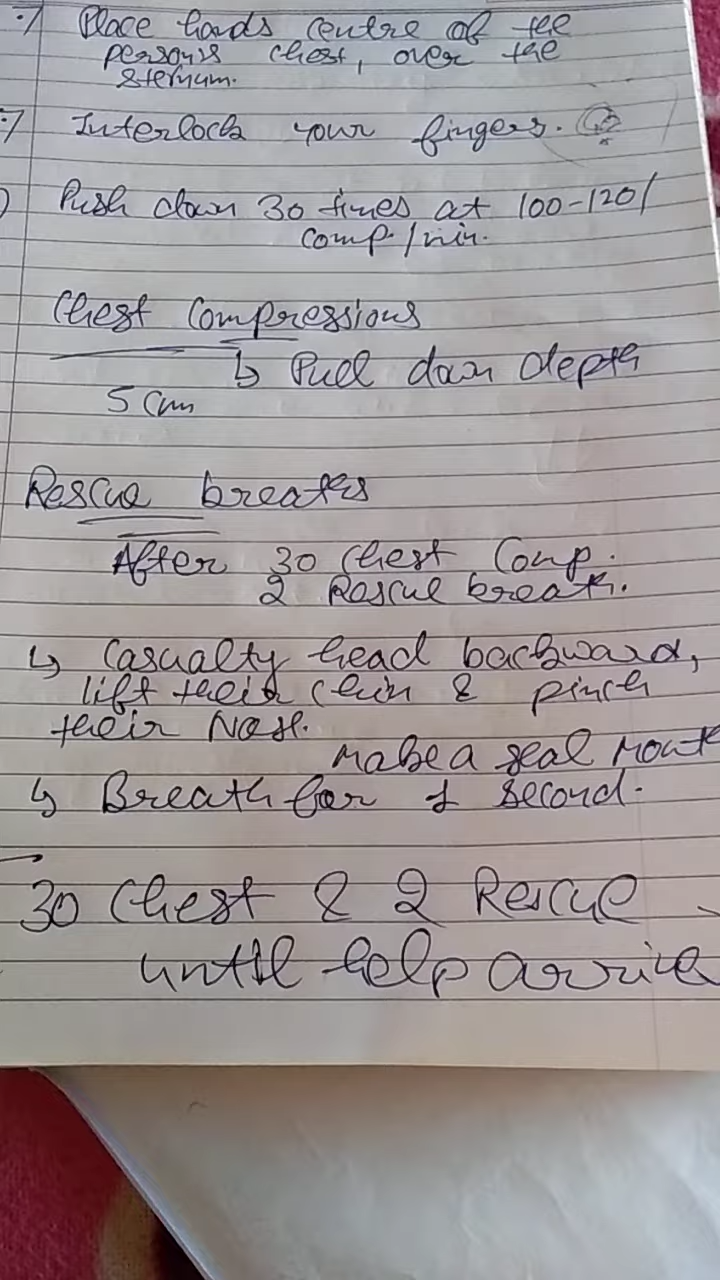 Place hands centre of the
person's chest, over the
sternum.
Interlock your fingers.
Push down 30 times at 100-120/
comp/min.
Chest Compressions
↳ Pull down depth
5 cm
Rescue breaths
After 30 Chest Comp.
2 Rescue break.
↳ Casualty head backward,
lift their chin & pinch
their Nose.
Make a seal Mouth
↳ Breath for 1 second.
30 Chest & 2 Rescue
until help arrive